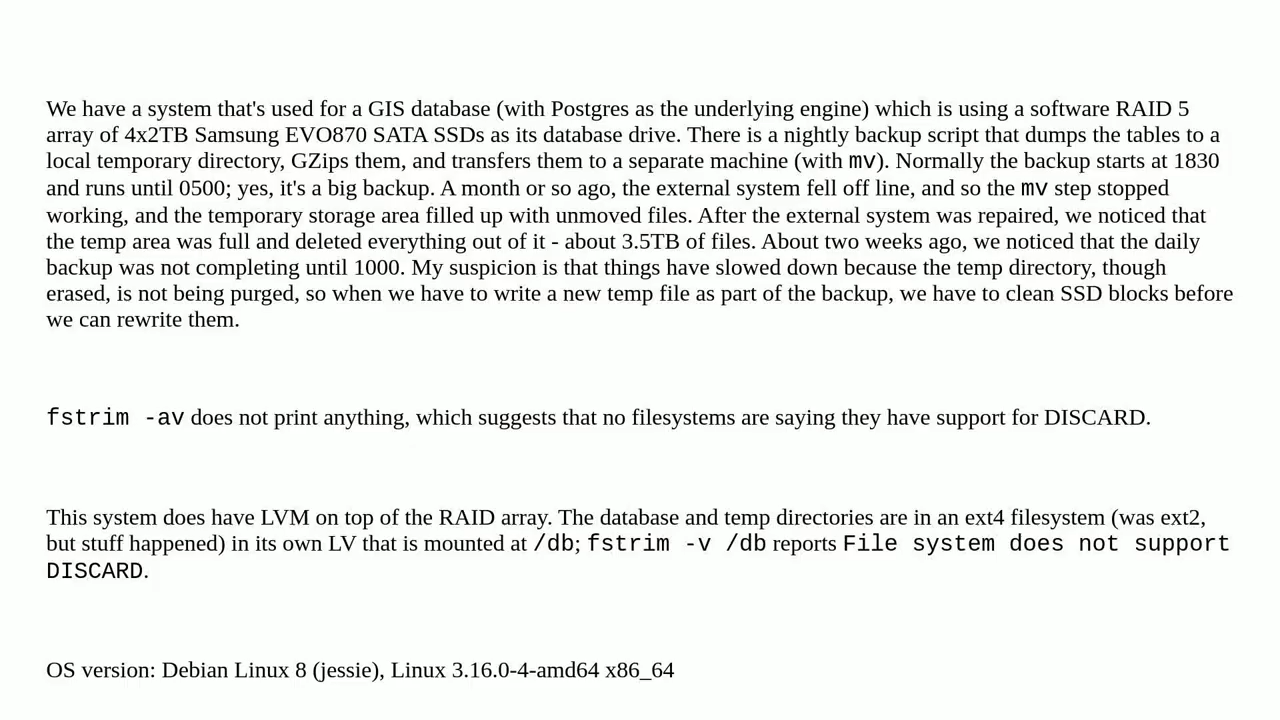 We have a system that's used for a GIS database (with Postgres as the underlying engine) which is using a software RAID 5
array of 4x2TB Samsung EVO870 SATA SSDs as its database drive. There is a nightly backup script that dumps the tables to a
local temporary directory, GZips them, and transfers them to a separate machine (with mv). Normally the backup starts at 1830
and runs until 0500; yes, it's a big backup. A month or so ago, the external system fell off line, and so the mv step stopped
working, and the temporary storage area filled up with unmoved files. After the external system was repaired, we noticed that
the temp area was full and deleted everything out of it - about 3.5TB of files. About two weeks ago, we noticed that the daily
backup was not completing until 1000. My suspicion is that things have slowed down because the temp directory, though
erased, is not being purged, so when we have to write a new temp file as part of the backup, we have to clean SSD blocks before
we can rewrite them.
fstrim -av does not print anything, which suggests that no filesystems are saying they have support for DISCARD.
This system does have LVM on top of the RAID array. The database and temp directories are in an ext4 filesystem (was ext2,
but stuff happened) in its own LV that is mounted at /db; fstrim -v /db reports File system does not support
DISCARD.
OS version: Debian Linux 8 (jessie), Linux 3.16.0-4-amd64 x86_64